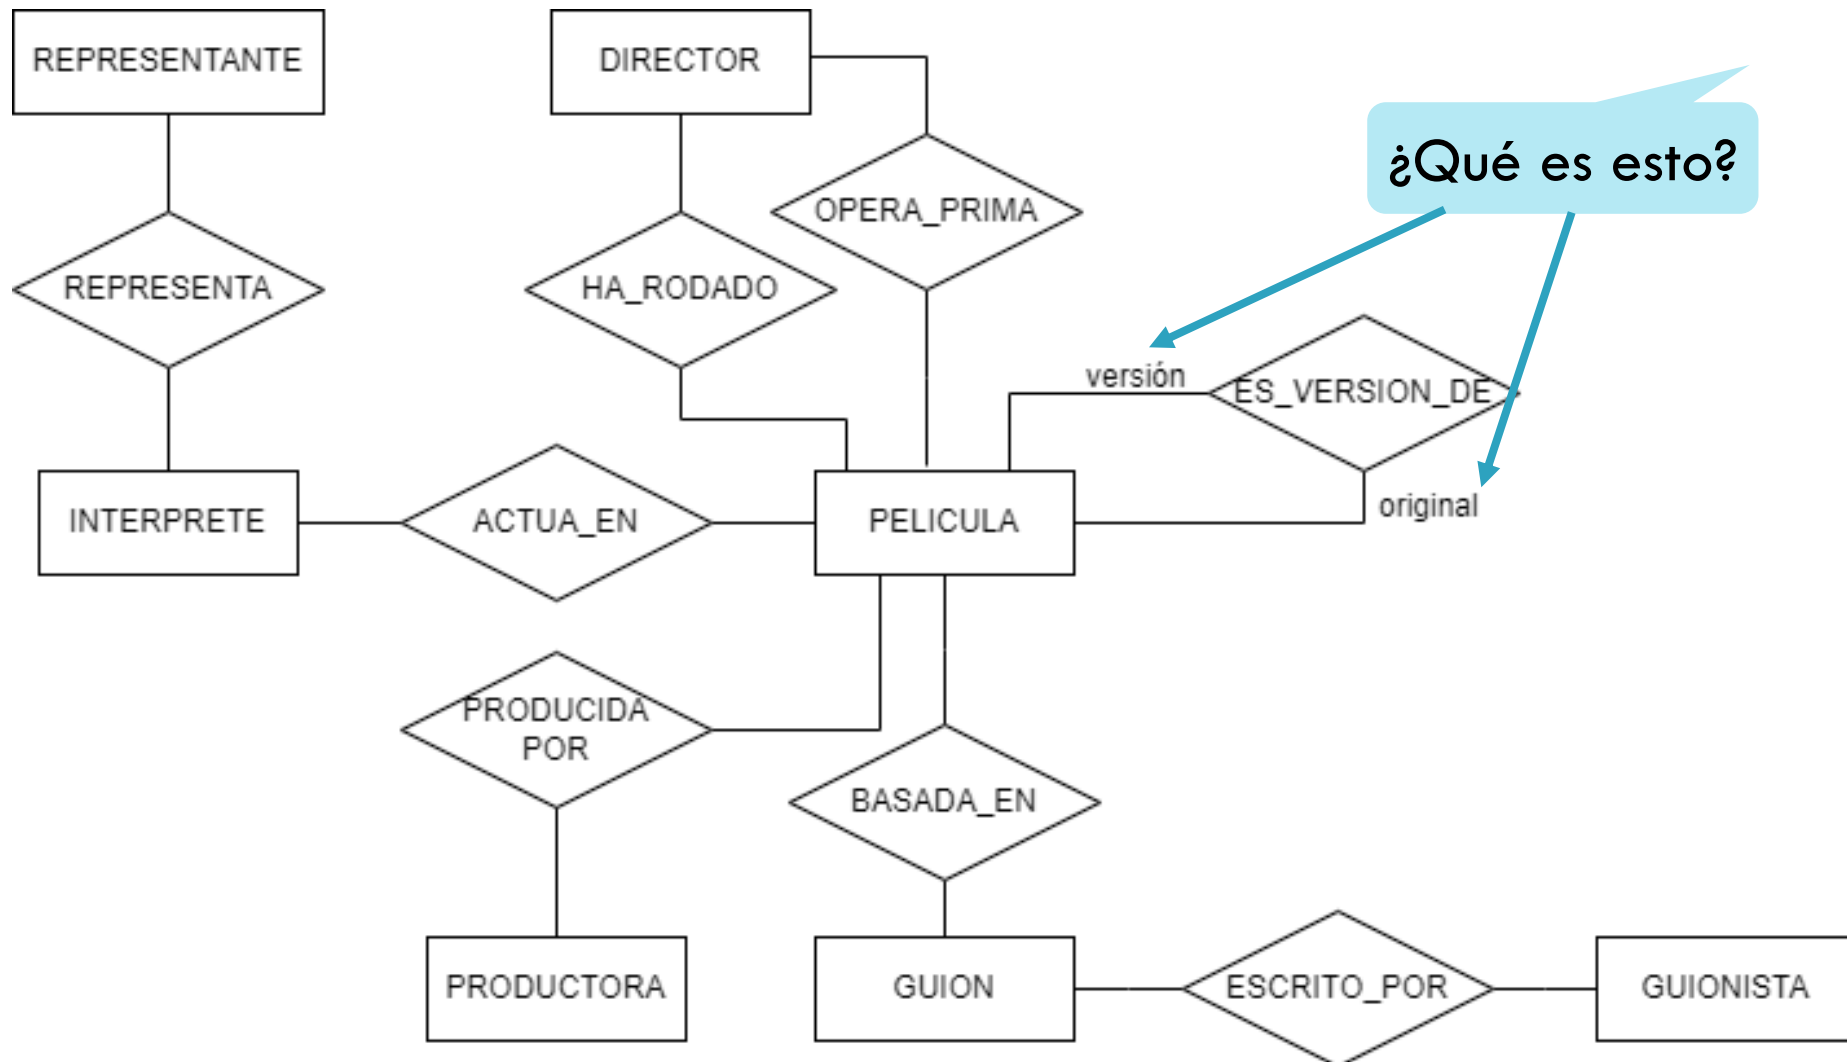 REPRESENTANTE
DIRECTOR
¿Qué es esto?
OPERA_PRIMA
REPRESENTA
HA_RODADO
versión
ES_VERSION_DE
original
INTERPRETE
ACTUA_EN
PELICULA
PRODUCIDA
POR
BASADA_EN
PRODUCTORA
GUION
ESCRITO_POR
GUIONISTA